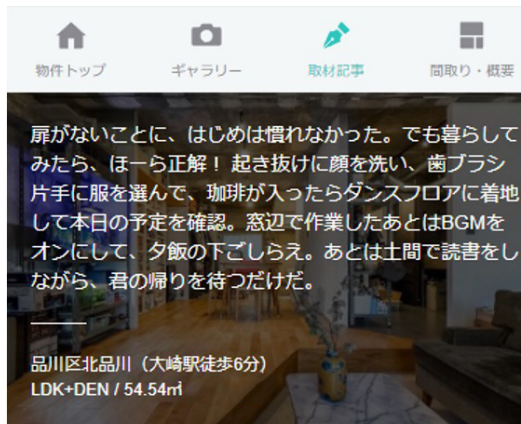 物件トップ
ギャラリー
取材記事
間取り・概要
扉がないことに、はじめは慣れなかった。でも暮らして
みたら、ほーら正解！ 起き抜けに顔を洗い、歯ブラシ
片手に服を選んで、珈琲が入ったらダンスフロアに着地
して本日の予定を確認。窓辺で作業したあとはBGMを
オンにして、夕飯の下ごしらえ。あとは土間で読書をし
ながら、君の帰りを待つだけだ。
品川区北品川（大崎駅徒歩6分）
LDK+DEN / 54.54㎡